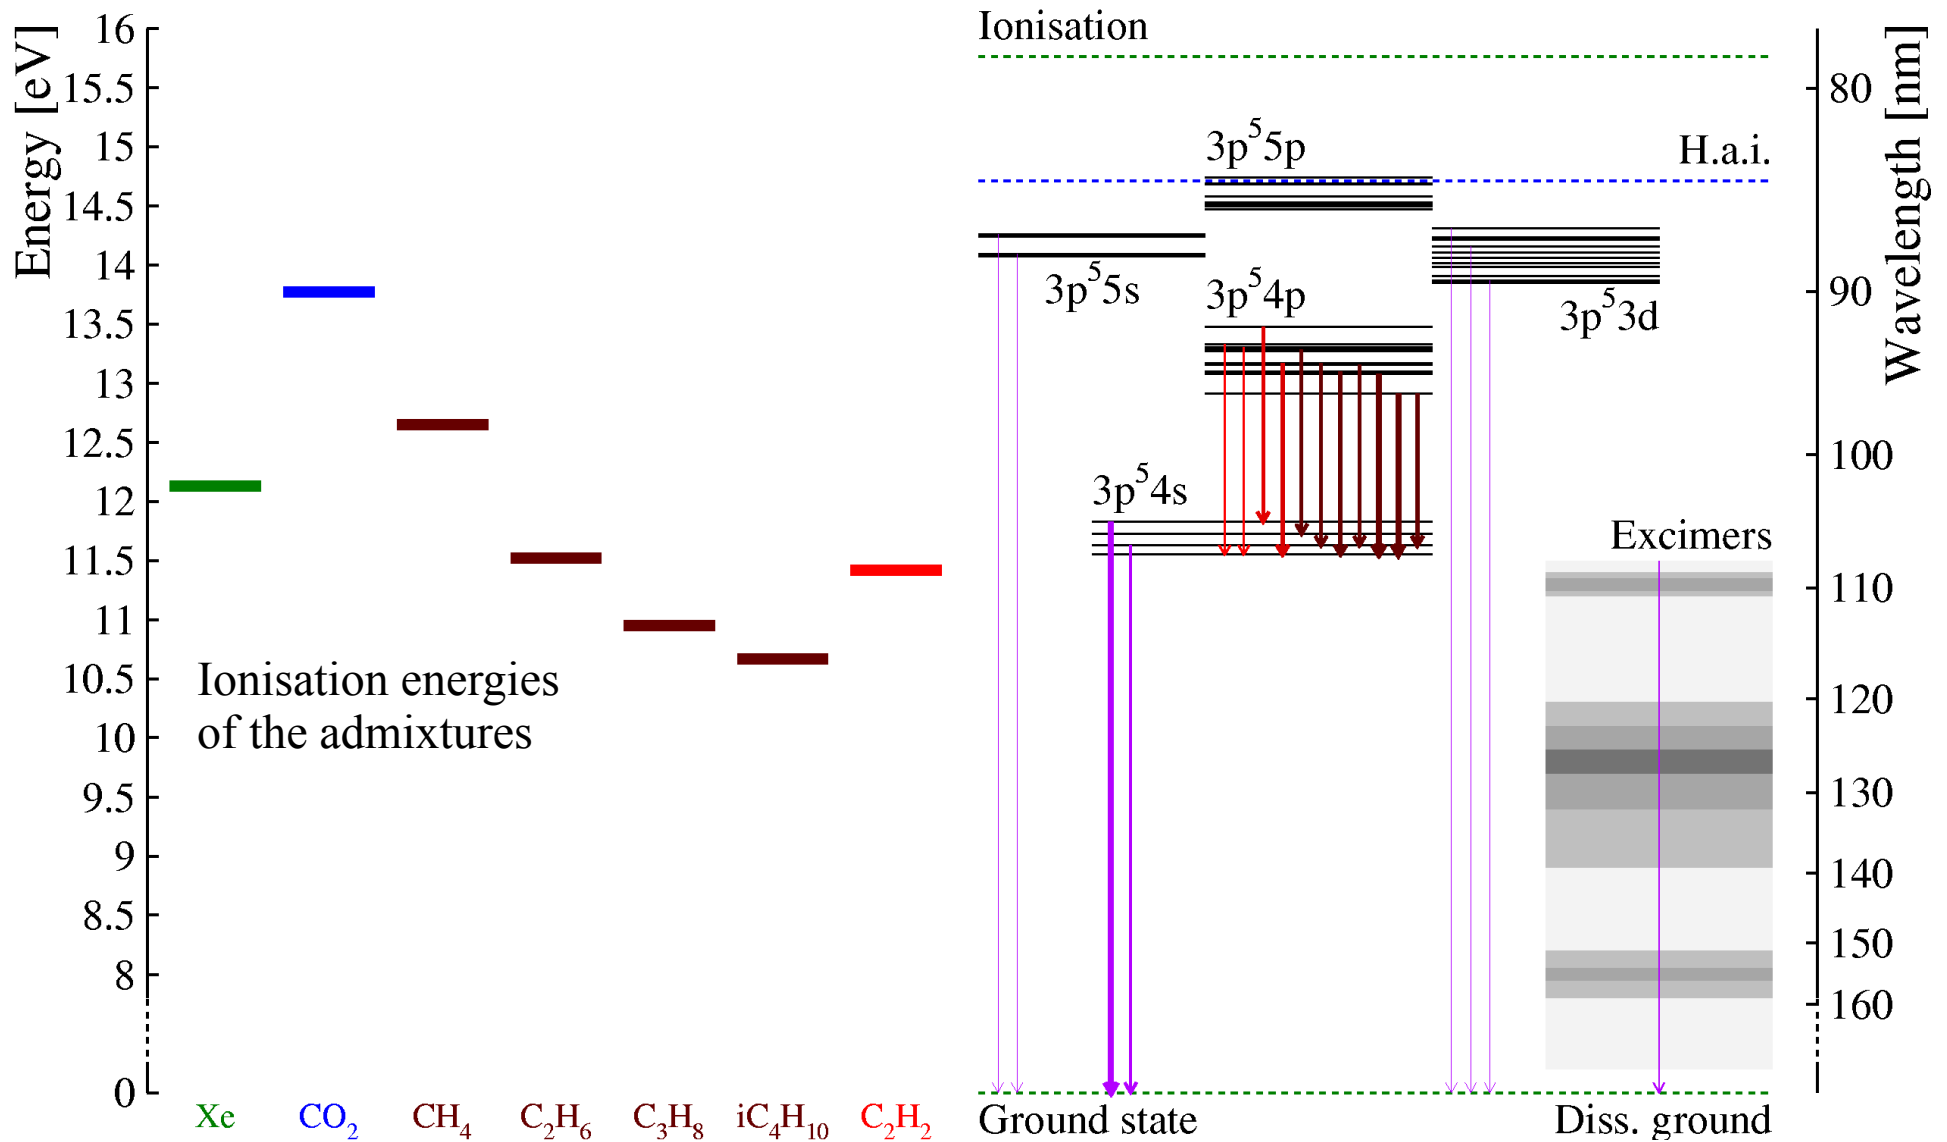 Energy [eV]
16
15.5
15
14.5
14
13.5
13
12.5
12
11.5
11
10.5
10
9.5
9
8.5
8
0
Ionisation energies
of the admixtures
Xe
CO₂
CH₄
C₂H₆
C₃H₈
iC₄H₁₀
C₂H₂
Ionisation
H.a.i.
3p⁵5p
3p⁵5s
3p⁵4p
3p⁵3d
3p⁵4s
Excimers
Ground state
Diss. ground
Wavelength [nm]
80
90
100
110
120
130
140
150
160